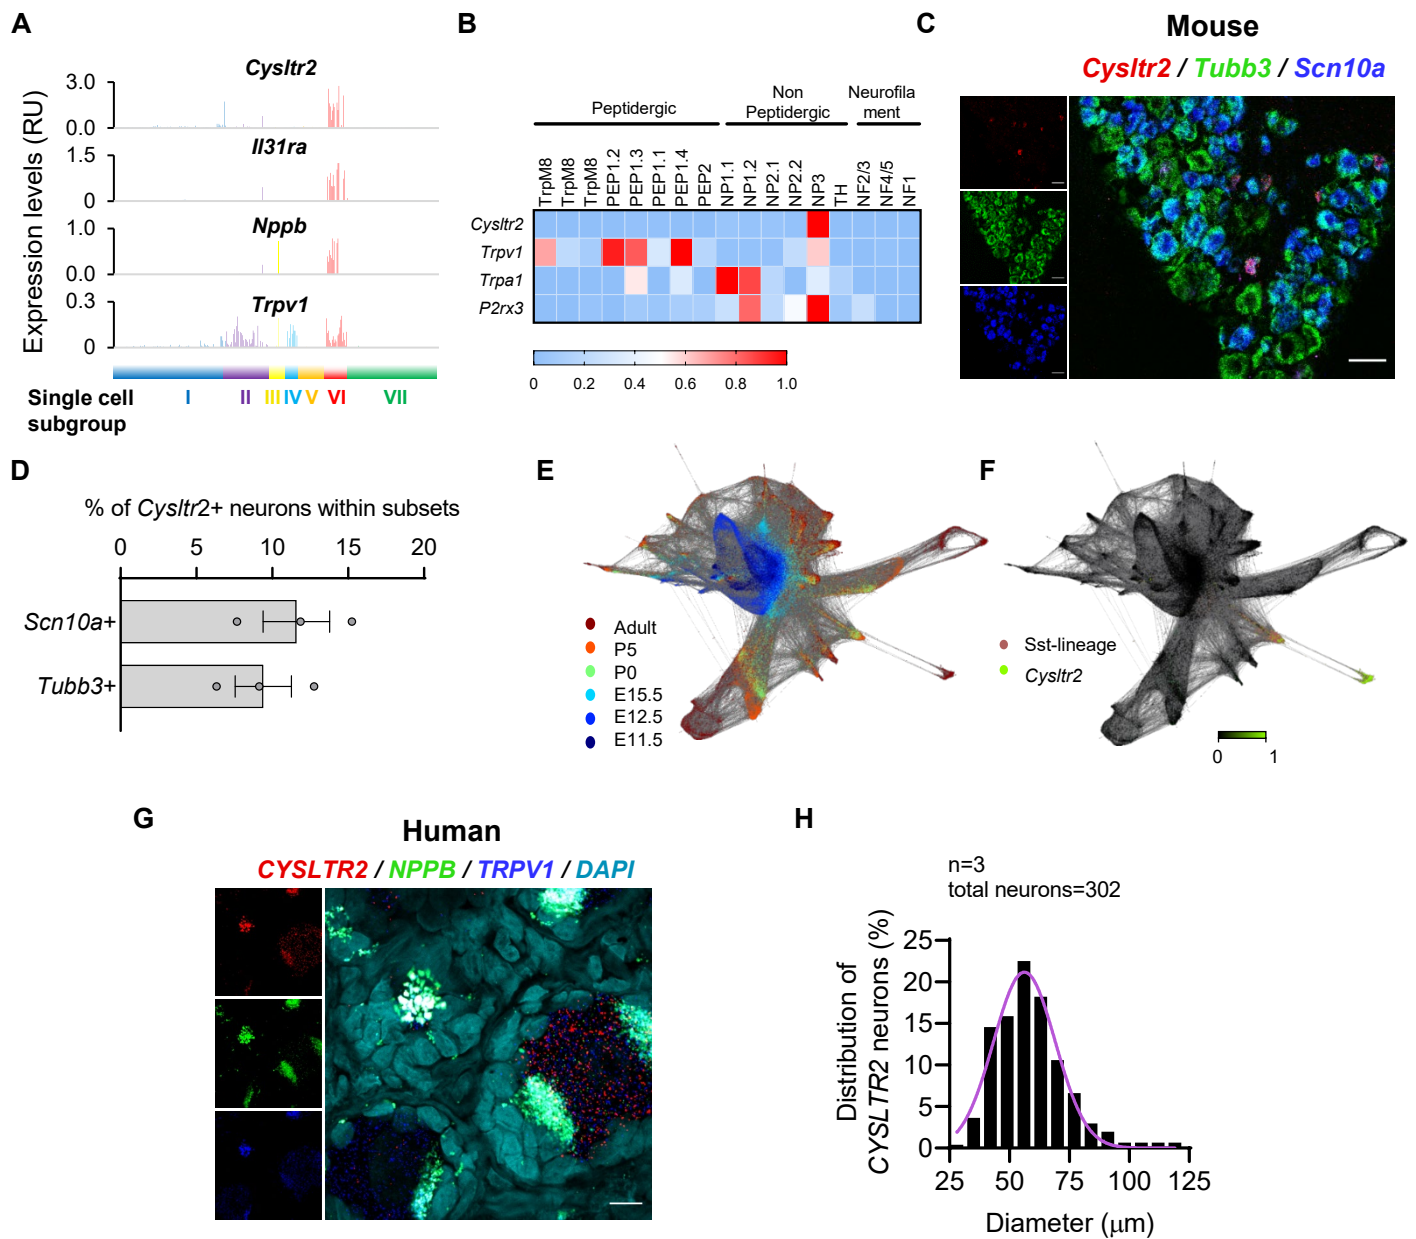 A
Expression levels (RU)
Cysltr2
3.0
0.0
Il31ra
1.5
0
Nppb
1.0
0.0
Trpv1
0.3
0
Single cell
subgroup
I II III IV V VI VII
B
Peptidergic
Non
Peptidergic
Neurofila
ment
TrpM8 TrpM8 TrpM8 PEP1.2 PEP1.3 PEP1.1 PEP1.4 PEP2 NP1.1 NP1.2 NP2.1 NP2.2 NP3 TH NF2/3 NF4/5 NF1
Cysltr2
Trpv1
Trpa1
P2rx3
0 0.2 0.4 0.6 0.8 1.0
C
Mouse
Cysltr2 / Tubb3 / Scn10a
D
% of Cysltr2+ neurons within subsets
0 5 10 15 20
Scn10a+
Tubb3+
E
Adult
P5
P0
E15.5
E12.5
E11.5
F
Sst-lineage
Cysltr2
0 1
G
Human
CYSLTR2 / NPPB / TRPV1 / DAPI
H
n=3
total neurons=302
Distribution of
CYSLTR2 neurons (%)
25
20
15
10
5
0
25 50 75 100 125
Diameter (μm)